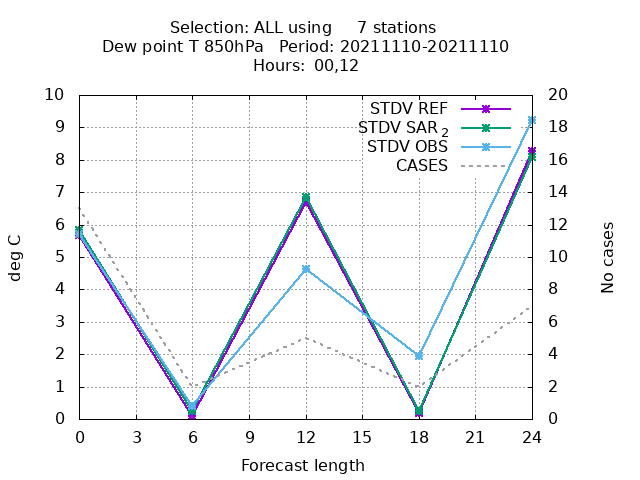 Selection: ALL using 7 stations
Dew point T 850hPa Period: 20211110-20211110
Hours: 00,12
STDV REF
STDV SAR 2
STDV OBS
CASES
10
9
8
7
6
5
4
3
2
1
0
20
18
16
14
12
10
8
6
4
2
0
deg C
No cases
0 3 6 9 12 15 18 21 24
Forecast length